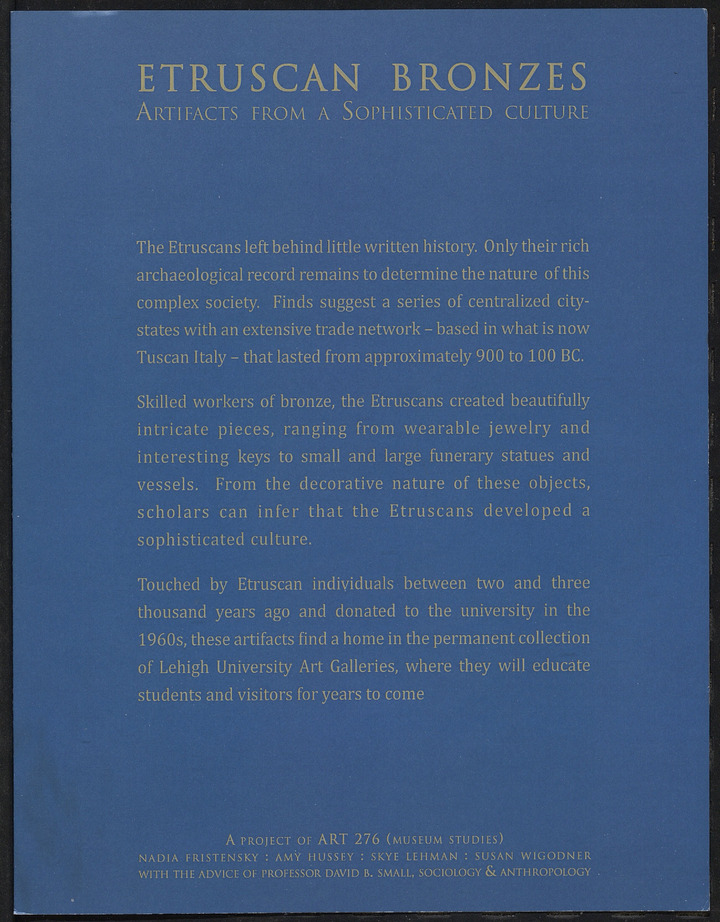 ETRUSCAN BRONZES
ARTIFACTS FROM A SOPHISTICATED CULTURE
The Etruscans left behind little written history. Only their rich
archaeological record remains to determine the nature of this
complex society. Finds suggest a series of centralized city-
states with an extensive trade network – based in what is now
Tuscan Italy – that lasted from approximately 900 to 100 BC.
Skilled workers of bronze, the Etruscans created beautifully
intricate pieces, ranging from wearable jewelry and
interesting keys to small and large funerary statues and
vessels. From the decorative nature of these objects,
scholars can infer that the Etruscans developed a
sophisticated culture.
Touched by Etruscan individuals between two and three
thousand years ago and donated to the university in the
1960s, these artifacts find a home in the permanent collection
of Lehigh University Art Galleries, where they will educate
students and visitors for years to come
A PROJECT OF ART 276 (MUSEUM STUDIES)
NADIA FRISTENSKY : AMY HUSSEY : SKYE LEHMAN : SUSAN WIGODNER
WITH THE ADVICE OF PROFESSOR DAVID B. SMALL, SOCIOLOGY & ANTHROPOLOGY